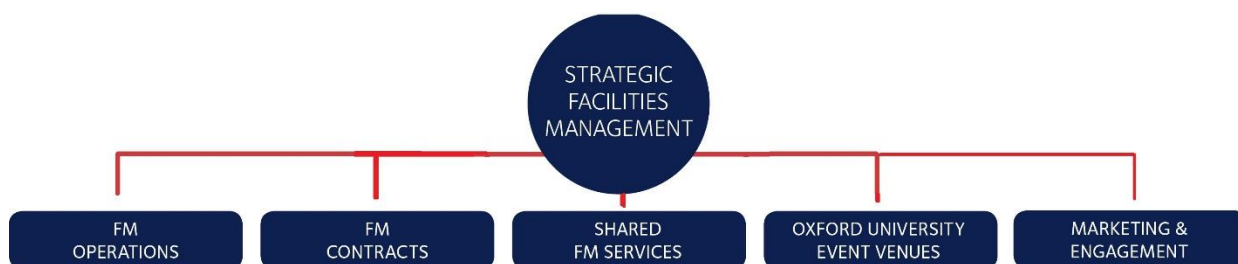 STRATEGIC
FACILITIES
MANAGEMENT
FM
OPERATIONS
FM
CONTRACTS
SHARED
FM SERVICES
OXFORD UNIVERSITY
EVENT VENUES
MARKETING &
ENGAGEMENT